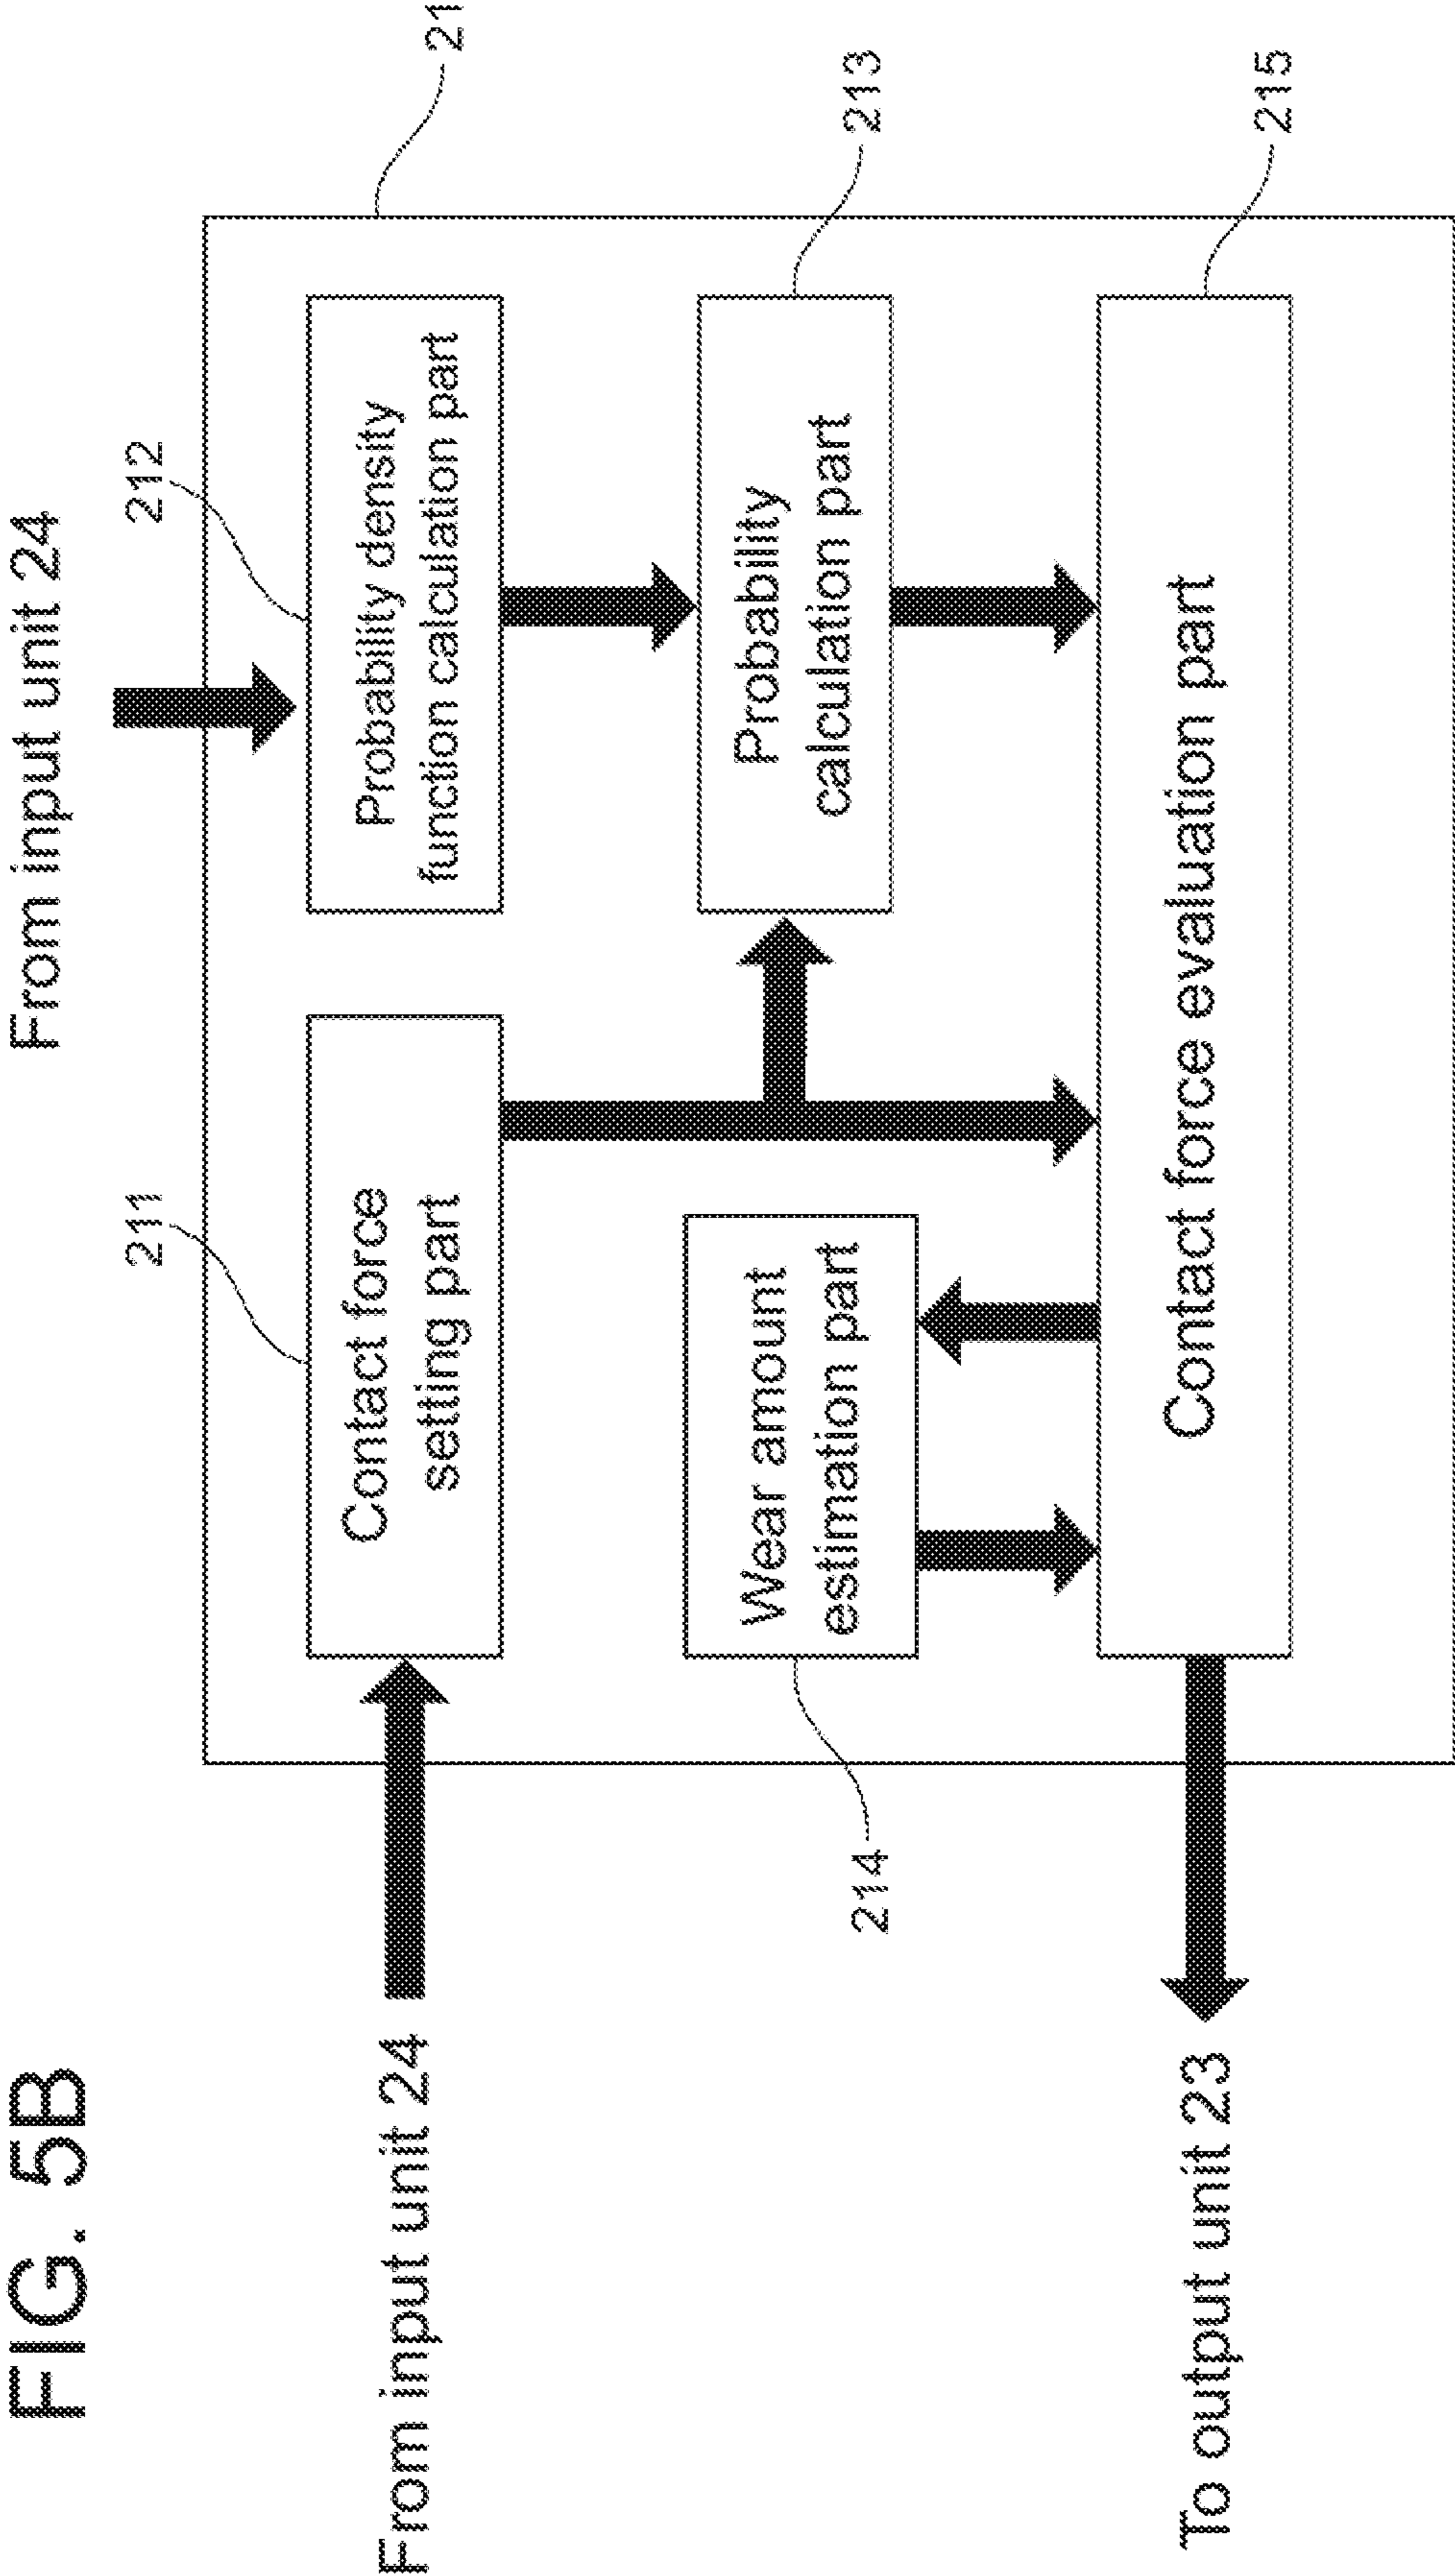 FIG. 5B
From input unit 24
From input unit 24
211
212
21
Contact force
setting part
Probability density
function calculation part
Wear amount
estimation part
Probability
calculation part
213
214
Contact force evaluation part
215
To output unit 23